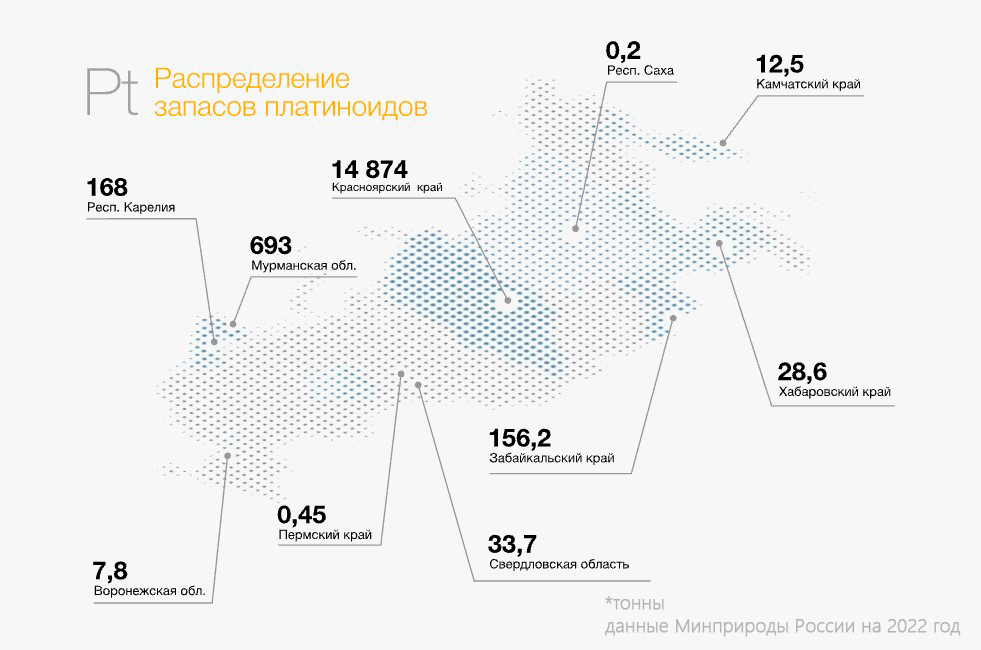 Pt
Распределение
запасов платиноидов
0,2
Респ. Саха
12,5
Камчатский край
14 874
Красноярский край
168
Респ. Карелия
693
Мурманская обл.
28,6
Хабаровский край
156,2
Забайкальский край
0,45
Пермский край
33,7
Свердловская область
7,8
Воронежская обл.
*тонны
данные Минприроды России на 2022 год